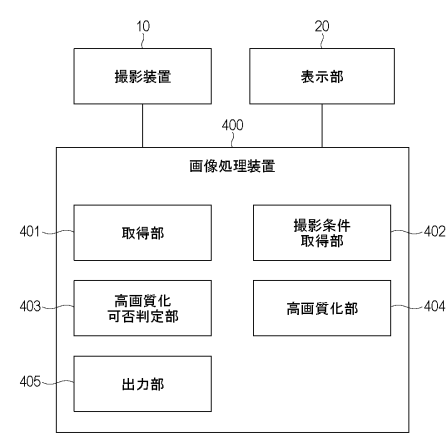 10
20
撮影装置
表示部
400
画像処理装置
401
取得部
撮影条件
取得部
402
403
高画質化
可否判定部
高画質化部
404
405
出力部